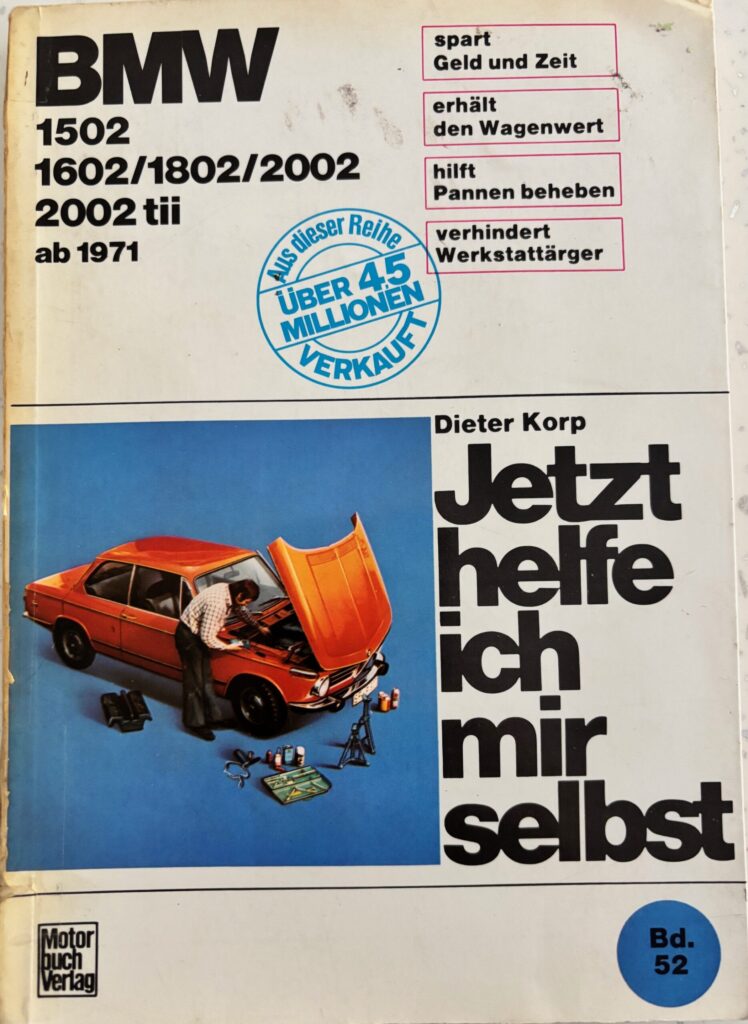 BMW
1502
1602/1802/2002
2002 tii
ab 1971
spart
Geld und Zeit
erhält
den Wagenwert
hilft
Pannen beheben
verhindert
Werkstattärger
Aus dieser Reihe
ÜBER 4,5
MILLIONEN
VERKAUFT
Dieter Korp
Jetzt
helfe
ich
mir
selbst
Motor
buch
Verlag
Bd.
52